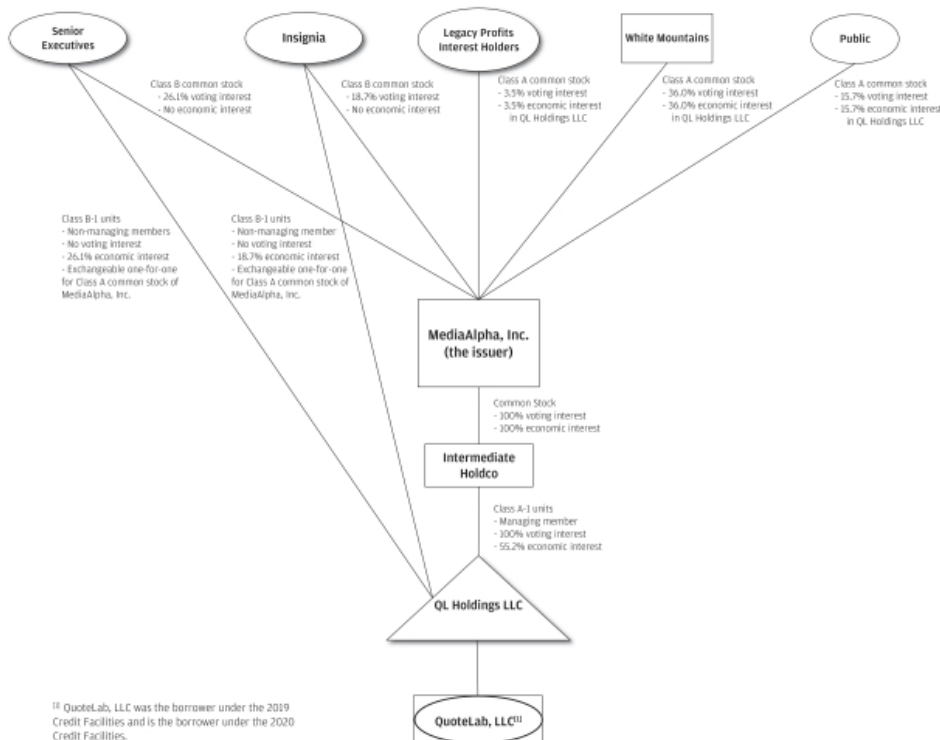 Senior
Executives
Insignia
Legacy Profits
Interest Holders
White Mountains
Public
Class B common stock
- 26.1% voting interest
- No economic interest
Class B common stock
- 18.7% voting interest
- No economic interest
Class A common stock
- 3.5% voting interest
- 3.5% economic interest
in QL Holdings LLC
Class A common stock
- 36.0% voting interest
- 36.0% economic interest
in QL Holdings LLC
Class A common stock
- 15.7% voting interest
- 15.7% economic interest
in QL Holdings LLC
Class B-1 units
- Non-managing members
- No voting interest
- 26.1% economic interest
- Exchangeable one-for-one
for Class A common stock of
MediaAlpha, Inc.
Class B-1 units
- Non-managing member
- No voting interest
- 18.7% economic interest
- Exchangeable one-for-one
for Class A common stock of
MediaAlpha, Inc.
MediaAlpha, Inc.
(the issuer)
Common Stock
- 100% voting interest
- 100% economic interest
Intermediate
Holdco
Class A-1 units
- Managing member
- 100% voting interest
- 55.2% economic interest
QL Holdings LLC
QuoteLab, LLC[1]
[1] QuoteLab, LLC was the borrower under the 2019
Credit Facilities and is the borrower under the 2020
Credit Facilities.